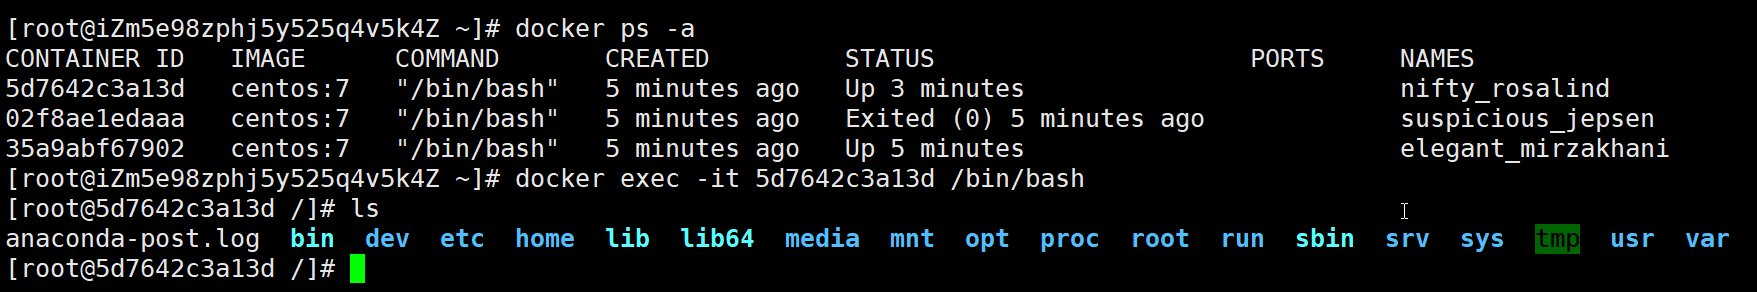 [root@iZm5e98zphj5y525q4v5k4Z ~]# docker ps -a
CONTAINER ID   IMAGE      COMMAND       CREATED         STATUS                     PORTS     NAMES
5d7642c3a13d   centos:7   "/bin/bash"   5 minutes ago   Up 3 minutes                         nifty_rosalind
02f8ae1edaaa   centos:7   "/bin/bash"   5 minutes ago   Exited (0) 5 minutes ago             suspicious_jepsen
35a9abf67902   centos:7   "/bin/bash"   5 minutes ago   Up 5 minutes                         elegant_mirzakhani
[root@iZm5e98zphj5y525q4v5k4Z ~]# docker exec -it 5d7642c3a13d /bin/bash
[root@5d7642c3a13d /]# ls
anaconda-post.log  bin  dev  etc  home  lib  lib64  media  mnt  opt  proc  root  run  sbin  srv  sys  tmp  usr  var
[root@5d7642c3a13d /]#